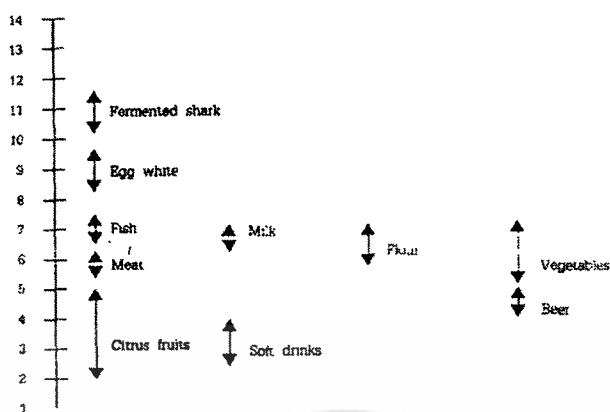 14
13
12
11
Fermented shark
10
9
Egg white
8
7
Fish
Milk
Flour
6
Meat
Vegetables
5
4
Beer
3
Citrus fruits
Soft drinks
2
1